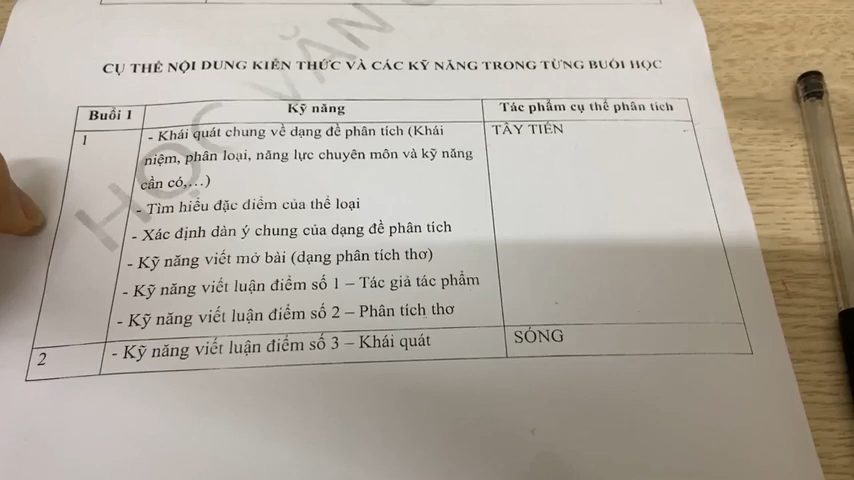 HỌC VĂN
CỤ THỂ NỘI DUNG KIẾN THỨC VÀ CÁC KỸ NĂNG TRONG TỪNG BUỔI HỌC
Buổi 1 Kỹ năng Tác phẩm cụ thể phân tích
1 - Khái quát chung về dạng đề phân tích (Khái TÂY TIẾN
niệm, phân loại, năng lực chuyên môn và kỹ năng
cần có,…)
- Tìm hiểu đặc điểm của thể loại
- Xác định dàn ý chung của dạng đề phân tích
- Kỹ năng viết mở bài (dạng phân tích thơ)
- Kỹ năng viết luận điểm số 1 – Tác giả tác phẩm
- Kỹ năng viết luận điểm số 2 – Phân tích thơ
2 - Kỹ năng viết luận điểm số 3 – Khái quát SÓNG